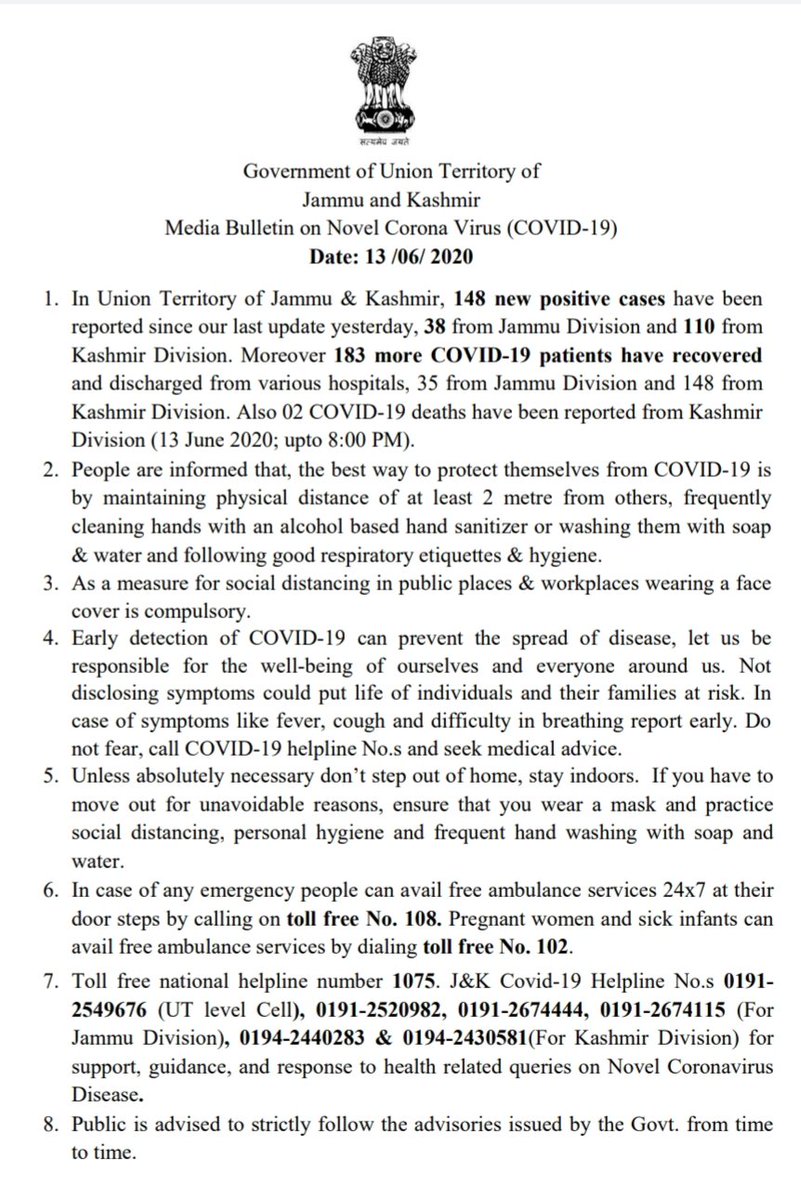 सत्यमेव जयते
Government of Union Territory of
Jammu and Kashmir
Media Bulletin on Novel Corona Virus (COVID-19)
Date: 13 /06/ 2020
1. In Union Territory of Jammu & Kashmir, 148 new positive cases have been
reported since our last update yesterday, 38 from Jammu Division and 110 from
Kashmir Division. Moreover 183 more COVID-19 patients have recovered
and discharged from various hospitals, 35 from Jammu Division and 148 from
Kashmir Division. Also 02 COVID-19 deaths have been reported from Kashmir
Division (13 June 2020; upto 8:00 PM).
2. People are informed that, the best way to protect themselves from COVID-19 is
by maintaining physical distance of at least 2 metre from others, frequently
cleaning hands with an alcohol based hand sanitizer or washing them with soap
& water and following good respiratory etiquettes & hygiene.
3. As a measure for social distancing in public places & workplaces wearing a face
cover is compulsory.
4. Early detection of COVID-19 can prevent the spread of disease, let us be
responsible for the well-being of ourselves and everyone around us. Not
disclosing symptoms could put life of individuals and their families at risk. In
case of symptoms like fever, cough and difficulty in breathing report early. Do
not fear, call COVID-19 helpline No.s and seek medical advice.
5. Unless absolutely necessary don’t step out of home, stay indoors. If you have to
move out for unavoidable reasons, ensure that you wear a mask and practice
social distancing, personal hygiene and frequent hand washing with soap and
water.
6. In case of any emergency people can avail free ambulance services 24x7 at their
door steps by calling on toll free No. 108. Pregnant women and sick infants can
avail free ambulance services by dialing toll free No. 102.
7. Toll free national helpline number 1075. J&K Covid-19 Helpline No.s 0191-
2549676 (UT level Cell), 0191-2520982, 0191-2674444, 0191-2674115 (For
Jammu Division), 0194-2440283 & 0194-2430581(For Kashmir Division) for
support, guidance, and response to health related queries on Novel Coronavirus
Disease.
8. Public is advised to strictly follow the advisories issued by the Govt. from time
to time.